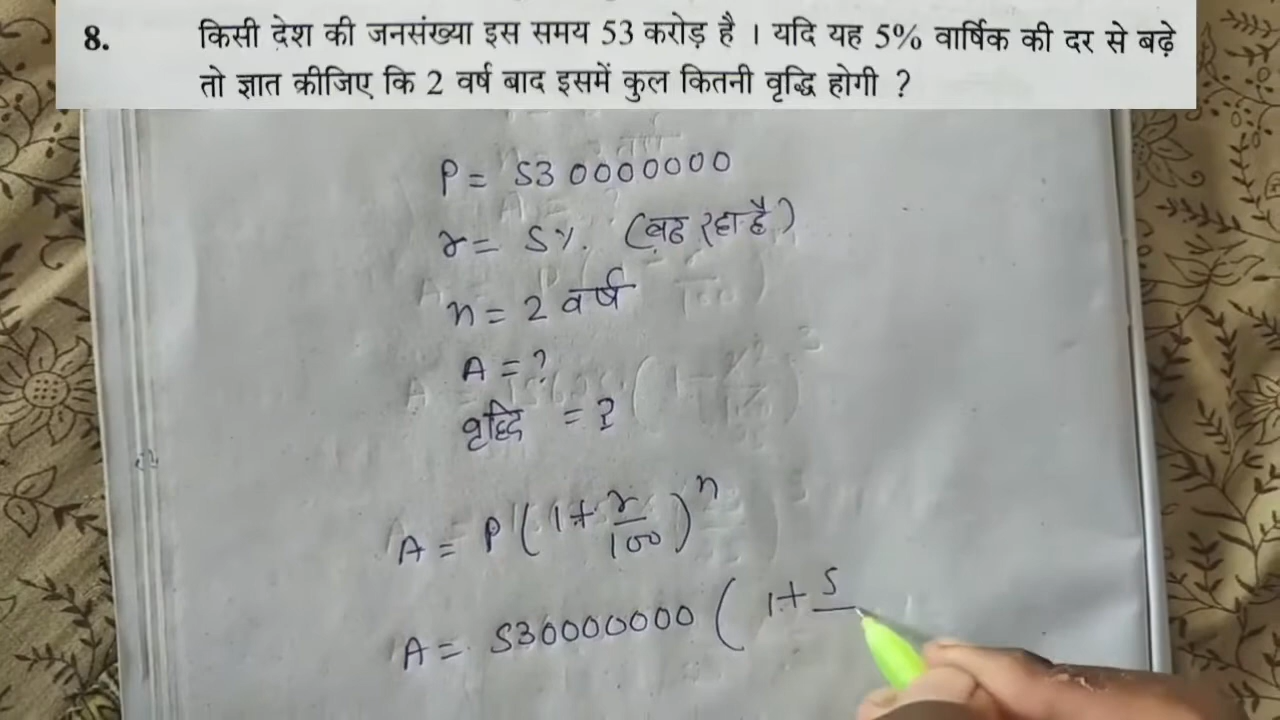 8. किसी देश की जनसंख्या इस समय 53 करोड़ है । यदि यह 5% वार्षिक की दर से बढ़े
तो ज्ञात कीजिए कि 2 वर्ष बाद इसमें कुल कितनी वृद्धि होगी ?
P = 530000000
r = 5%. (बढ़ रहा है)
n = 2 वर्ष
A = ?
वृद्धि = ?
A = P(1+r/100)^n
A = 530000000 (1+5